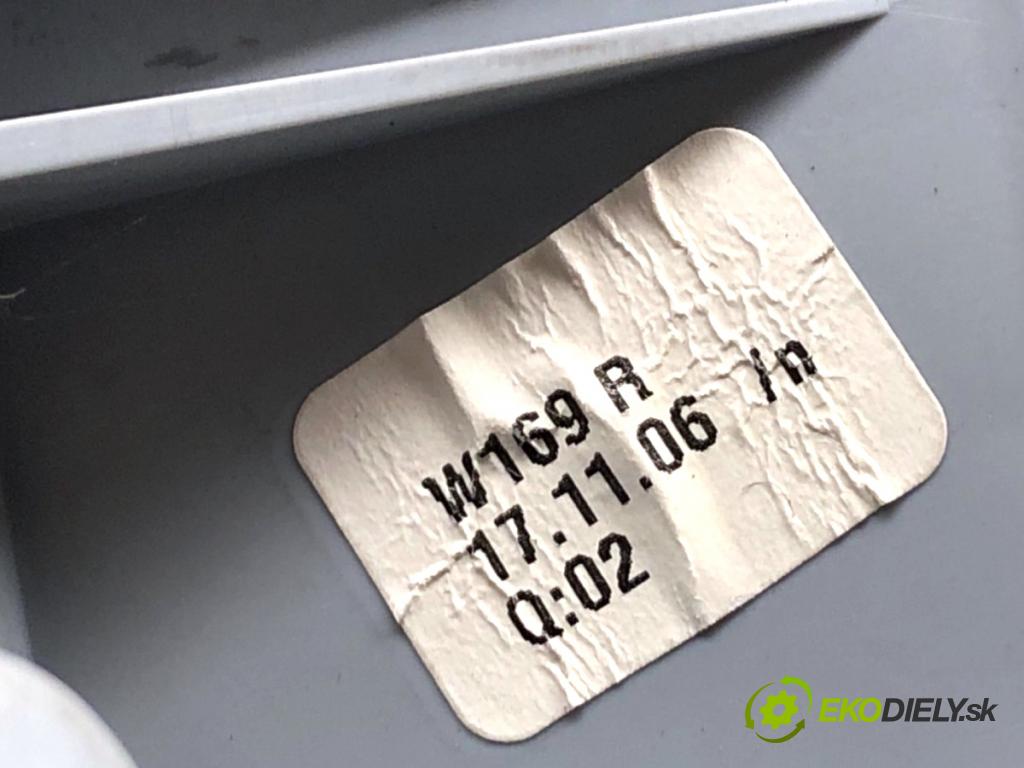 W169 R
17.11.06 /n
Q:02
EKODIELY.sk